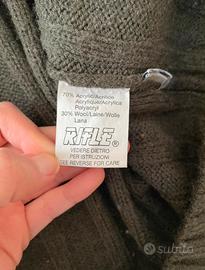 70% Acrylic/Acrilico
Acrylique/Acrylica
Polyacryl
30% Wool/Laine/Wolle
Lana
RIFLE®
VEDERE DIETRO
PER ISTRUZIONI
SEE REVERSE FOR CARE
subito